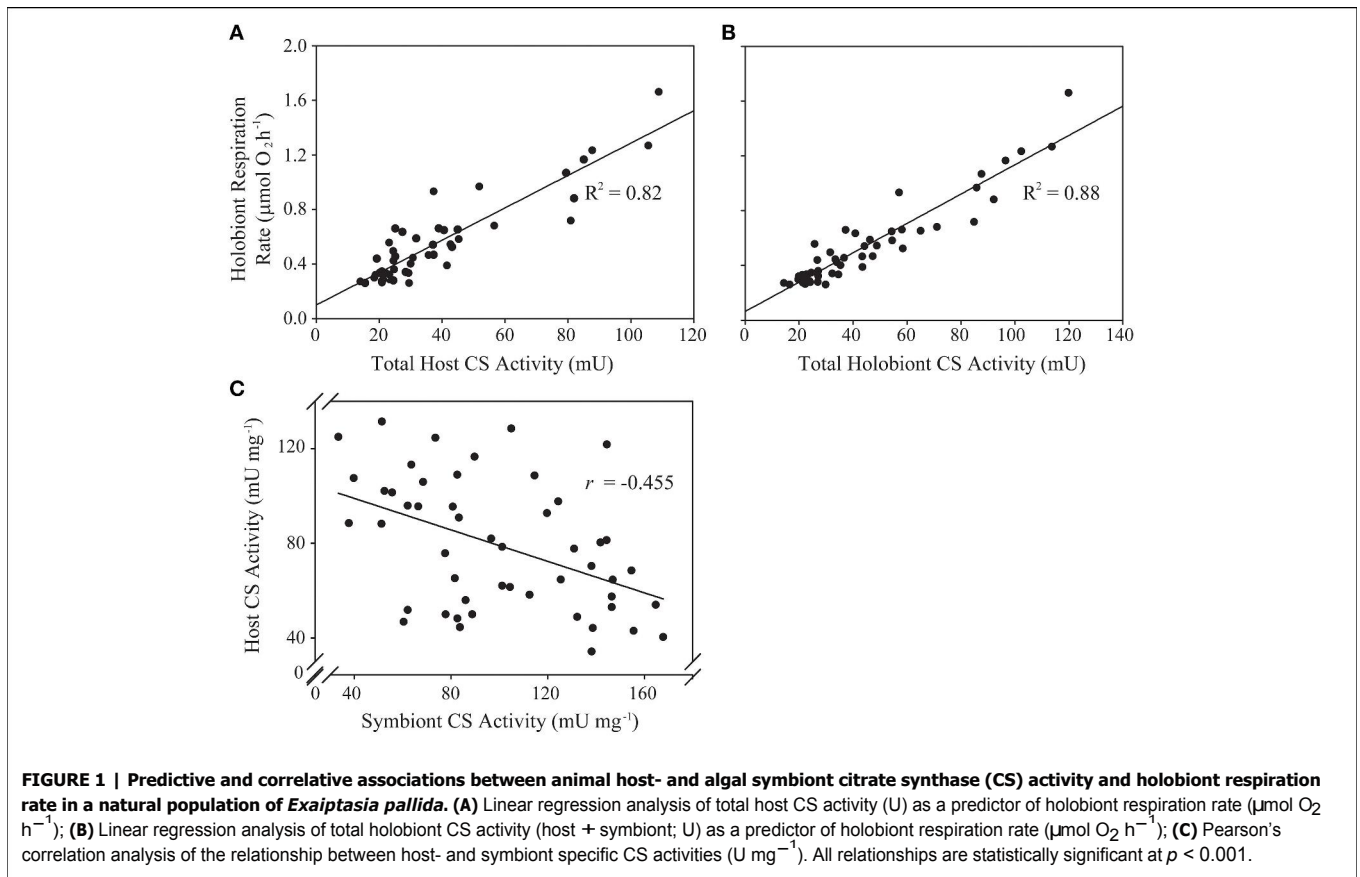 A
2.0
1.6
1.2
0.8
0.4
0.0
Holobiont Respiration
Rate (µmol O₂ h⁻¹)
R² = 0.82
0 20 40 60 80 100 120
Total Host CS Activity (mU)
B
R² = 0.88
0 20 40 60 80 100 120 140
Total Holobiont CS Activity (mU)
C
120
80
40
0
Host CS Activity (mU mg⁻¹)
r = -0.455
0 40 80 120 160
Symbiont CS Activity (mU mg⁻¹)
FIGURE 1 | Predictive and correlative associations between animal host- and algal symbiont citrate synthase (CS) activity and holobiont respiration
rate in a natural population of Exaiptasia pallida. (A) Linear regression analysis of total host CS activity (U) as a predictor of holobiont respiration rate (µmol O₂
h⁻¹); (B) Linear regression analysis of total holobiont CS activity (host + symbiont; U) as a predictor of holobiont respiration rate (µmol O₂ h⁻¹); (C) Pearson's
correlation analysis of the relationship between host- and symbiont specific CS activities (U mg⁻¹). All relationships are statistically significant at p < 0.001.